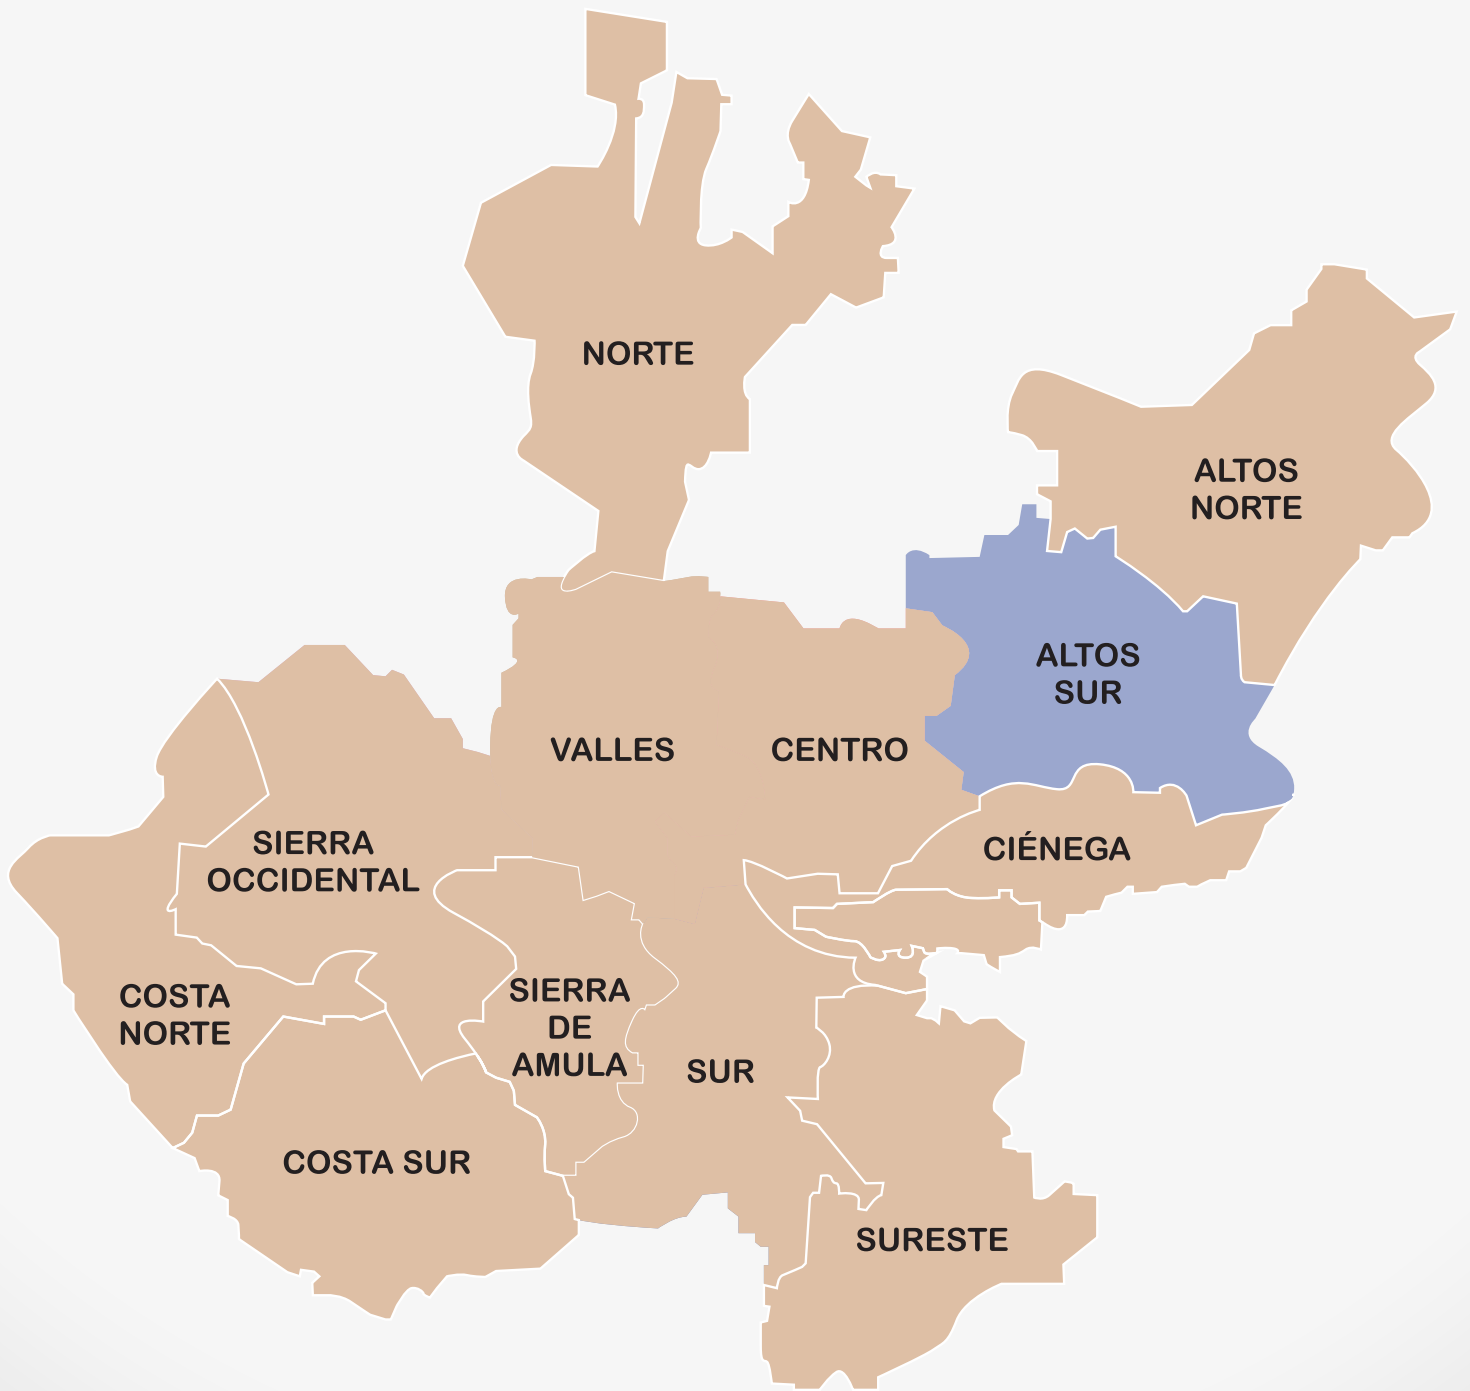 NORTE
ALTOS
NORTE
ALTOS
SUR
VALLES
CENTRO
SIERRA
OCCIDENTAL
CIÉNEGA
COSTA
NORTE
SIERRA
DE
AMULA
SUR
COSTA SUR
SURESTE